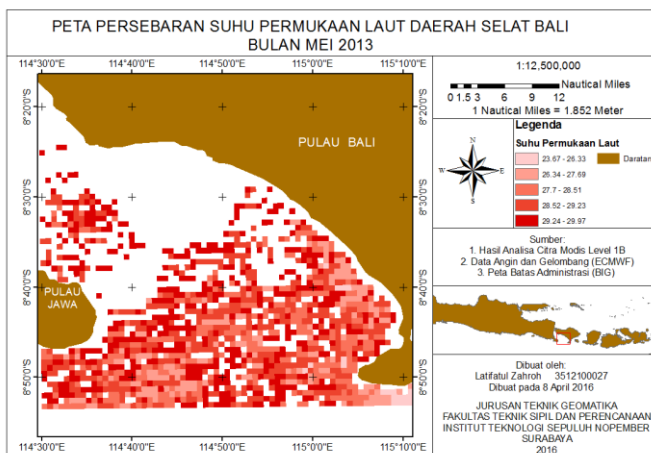 PETA PERSEBARAN SUHU PERMUKAAN LAUT DAERAH SELAT BALI
BULAN MEI 2013
114°30'0"E 114°40'0"E 114°50'0"E 115°0'0"E 115°10'0"E
8°20'0"S 8°20'0"S
8°30'0"S 8°30'0"S
8°40'0"S 8°40'0"S
8°50'0"S 8°50'0"S
PULAU BALI
PULAU
JAWA
114°30'0"E 114°40'0"E 114°50'0"E 115°0'0"E 115°10'0"E
1:12,500,000
Nautical Miles
0 1.5 3 6 9 12
1 Nautical Miles = 1.852 Meter
N
W E
S
Legenda
Suhu Permukaan Laut
23.67 - 26.33 Daratan
26.34 - 27.69
27.7 - 28.51
28.52 - 29.23
29.24 - 29.97
Sumber:
1. Hasil Analisa Citra Modis Level 1B
2. Data Angin dan Gelombang (ECMWF)
3. Peta Batas Administrasi (BIG)
Dibuat oleh:
Latifatul Zahroh 3512100027
Dibuat pada 8 April 2016
JURUSAN TEKNIK GEOMATIKA
FAKULTAS TEKNIK SIPIL DAN PERENCANAAN
INSTITUT TEKNOLOGI SEPULUH NOPEMBER
SURABAYA
2016